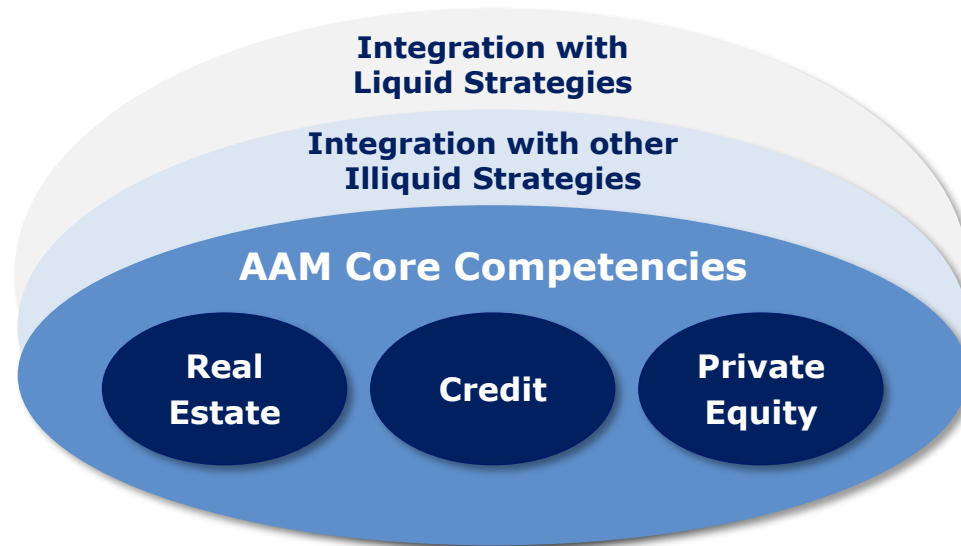 Integration with
Liquid Strategies
Integration with other
Illiquid Strategies
AAM Core Competencies
Real
Estate
Credit
Private
Equity